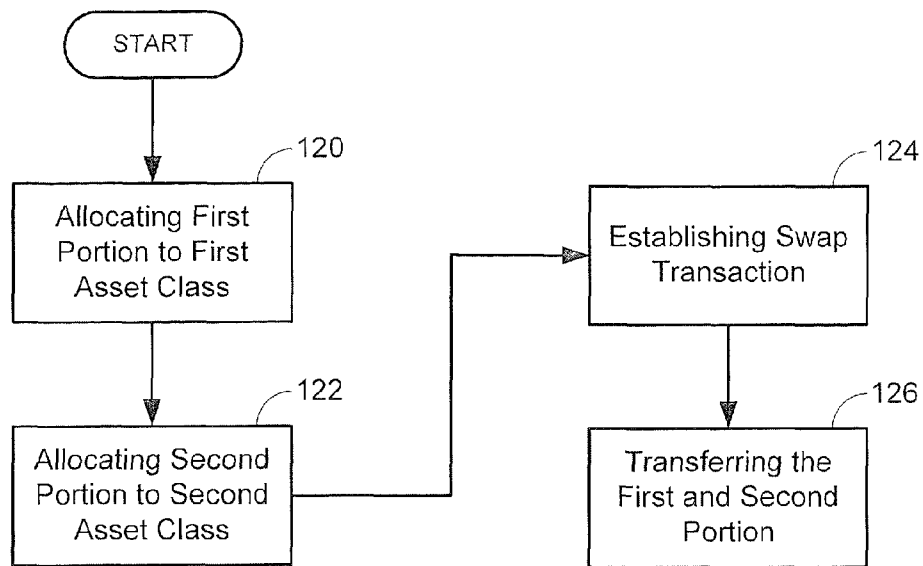 START
120
Allocating First
Portion to First
Asset Class
122
Allocating Second
Portion to Second
Asset Class
124
Establishing Swap
Transaction
126
Transferring the
First and Second
Portion